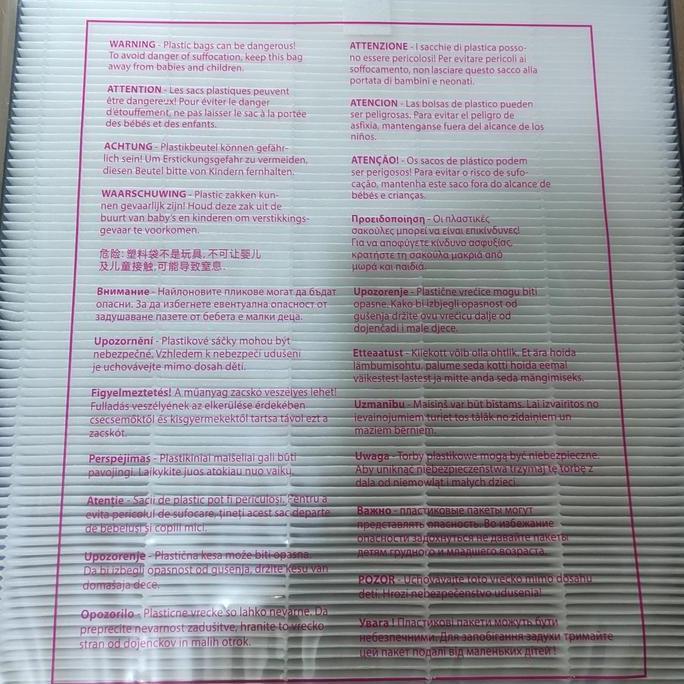 WARNING - Plastic bags can be dangerous!
To avoid danger of suffocation, keep this bag
away from babies and children.
ATTENTION - Les sacs plastiques peuvent
être dangereux! Pour éviter le danger
d'étouffement, ne pas laisser le sac à la portée
des bébés et des enfants.
ACHTUNG - Plastikbeutel können gefähr-
lich sein! Um Erstickungsgefahr zu vermeiden,
diesen Beutel bitte von Kindern fernhalten.
WAARSCHUWING - Plastic zakken kun-
nen gevaarlijk zijn! Houd deze zak uit de
buurt van baby's en kinderen om verstikkings-
gevaar te voorkomen.
危险: 塑料袋不是玩具, 不可让婴儿
及儿童接触,可能导致窒息.
Внимание - Найлоновите пликове могат да бъдат
опасни. За да избегнете евентуална опасност от
задушаване пазете от бебета е малки деца.
Upozornění - Plastikové sáčky mohou být
nebezpečné. Vzhledem k nebezpečí udušení
je uchovávejte mimo dosah dětí.
Figyelmeztetés! A műanyag zacskó veszélyes lehet!
Fulladás veszélyének az elkerülése érdekében
csecsemőktől és kisgyermekektől tartsa távol ezt a
zacskót.
Perspėjimas - Plastikiniai maišeliai gali būti
pavojingi. Laikykite juos atokiau nuo vaikų.
Atenție - Sacii de plastic pot fi periculoși. Pentru a
evita pericolul de sufocare, țineți acest sac departe
de bebeluși și copiii mici.
Upozorenje - Plastična kesa može biti opasna.
Da bi izbegli opasnost od gušenja, držite kesu van
domašaja dece.
Opozorilo - Plasticne vrecke so lahko nevarne. Da
preprecite nevarnost zadušitve, hranite to vrecko
stran od dojenckov in malih otrok.
ATTENZIONE - I sacchie di plastica posso-
no essere pericolosi! Per evitare pericoli ai
soffocamento, non lasciare questo sacco alla
portata di bambini e neonati.
ATENCION - Las bolsas de plastico pueden
ser peligrosas. Para evitar el peligro de
asfixia, mantenganse fuera del alcance de los
niños.
ATENÇÃO! - Os sacos de plástico podem
ser perigosos! Para evitar o risco de sufo-
cação, mantenha este saco fora do alcance de
bébés e crianças.
Προειδοποίηση - Οι πλαστικές
σακούλες μπορεί να είναι επικίνδυνες!
Για να αποφύγετε κίνδυνο ασφυξίας,
κρατήστε τη σακούλα μακριά από
μωρά και παιδιά.
Upozorenje - Plastične vrećice mogu biti
opasne. Kako bi izbjegli opasnost od
gušenja držite ovu vrećicu dalje od
dojenčadi i male djece.
Etteaatust - Kilekott võib olla ohtlik. Et ära hoida
lämbumisohtu, palume seda kotti hoida eemal
väikestest lastest ja mitte anda seda mängimiseks.
Uzmanibu - Maisiņš var būt bistams. Lai izvairitos no
ievainojumiem turiet tos tālāk no zidainiem un
maziem berniem.
Uwaga - Torby plastikowe mogą być niebezpieczne.
Aby uniknąć niebezpieczeństwa trzymaj tę torbę z
dala od niemowląt i małych dzieci.
Важно - пластиковые пакеты могут
представлять опасность. Во избежание
опасности задохнуться не давайте пакеты
детям грудного и младшего возраста.
POZOR - Uchovávajte toto vrecko mimo dosahu
detí. Hrozí nebezpečenstvo udusenia!
Увага ! Пластикові пакети можуть бути
небезпечними. Для запобігання задухи тримайте
цей пакет подалі від маленьких дітей !